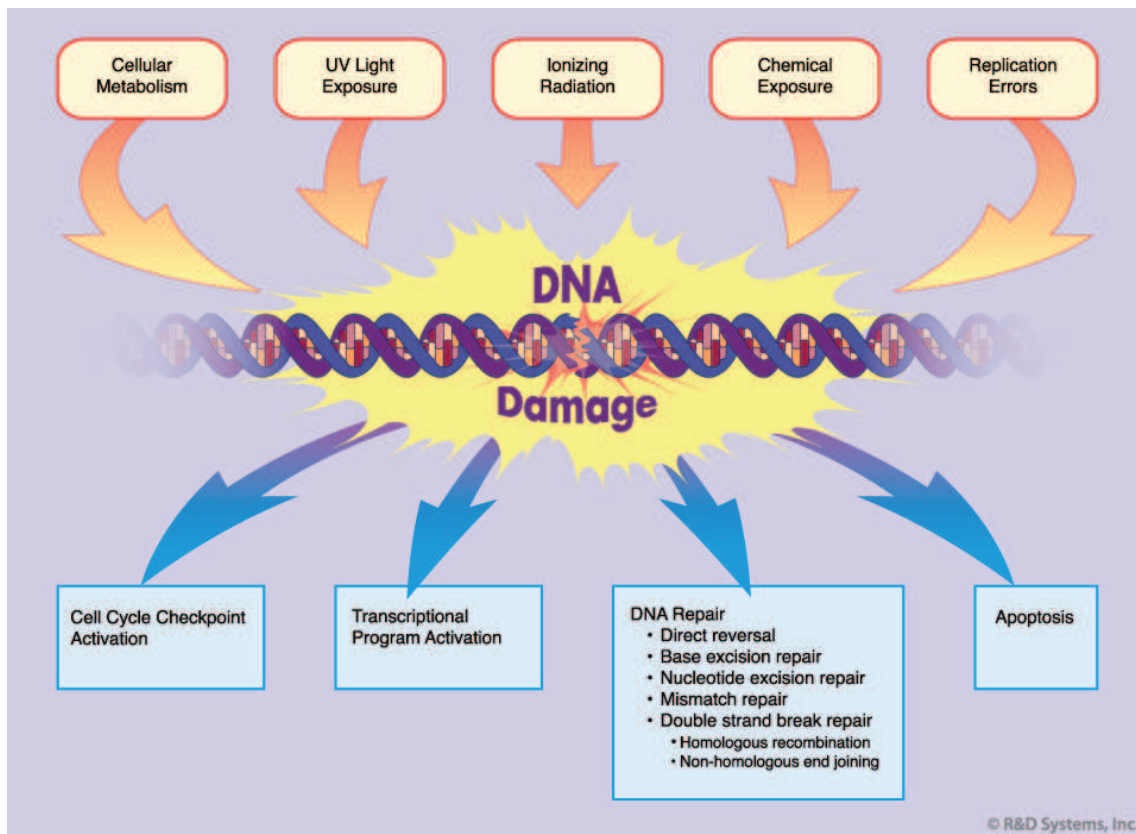 Cellular
Metabolism
UV Light
Exposure
Ionizing
Radiation
Chemical
Exposure
Replication
Errors
DNA
Damage
Cell Cycle Checkpoint
Activation
Transcriptional
Program Activation
DNA Repair
• Direct reversal
• Base excision repair
• Nucleotide excision repair
• Mismatch repair
• Double strand break repair
• Homologous recombination
• Non-homologous end joining
Apoptosis
© R&D Systems, Inc